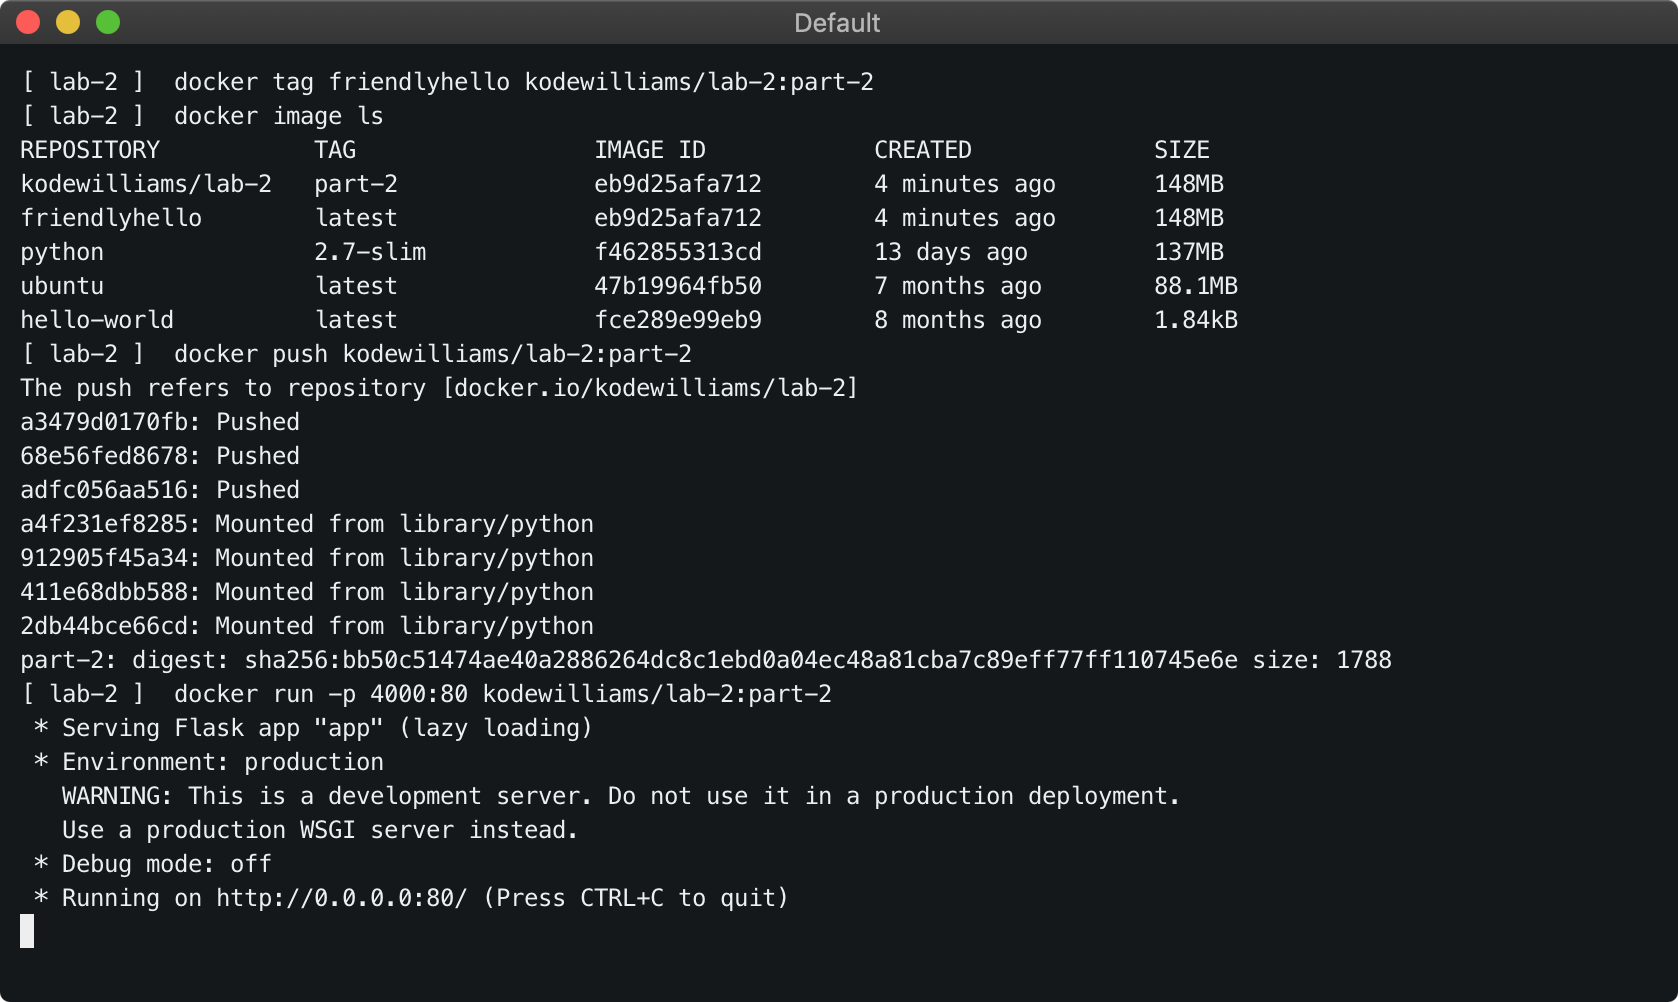 Default
[ lab-2 ]  docker tag friendlyhello kodewilliams/lab-2:part-2
[ lab-2 ]  docker image ls
REPOSITORY           TAG                 IMAGE ID            CREATED             SIZE
kodewilliams/lab-2   part-2              eb9d25afa712        4 minutes ago       148MB
friendlyhello        latest              eb9d25afa712        4 minutes ago       148MB
python               2.7-slim            f462855313cd        13 days ago         137MB
ubuntu               latest              47b19964fb50        7 months ago        88.1MB
hello-world          latest              fce289e99eb9        8 months ago        1.84kB
[ lab-2 ]  docker push kodewilliams/lab-2:part-2
The push refers to repository [docker.io/kodewilliams/lab-2]
a3479d0170fb: Pushed
68e56fed8678: Pushed
adfc056aa516: Pushed
a4f231ef8285: Mounted from library/python
912905f45a34: Mounted from library/python
411e68dbb588: Mounted from library/python
2db44bce66cd: Mounted from library/python
part-2: digest: sha256:bb50c51474ae40a2886264dc8c1ebd0a04ec48a81cba7c89eff77ff110745e6e size: 1788
[ lab-2 ]  docker run -p 4000:80 kodewilliams/lab-2:part-2
 * Serving Flask app "app" (lazy loading)
 * Environment: production
   WARNING: This is a development server. Do not use it in a production deployment.
   Use a production WSGI server instead.
 * Debug mode: off
 * Running on http://0.0.0.0:80/ (Press CTRL+C to quit)